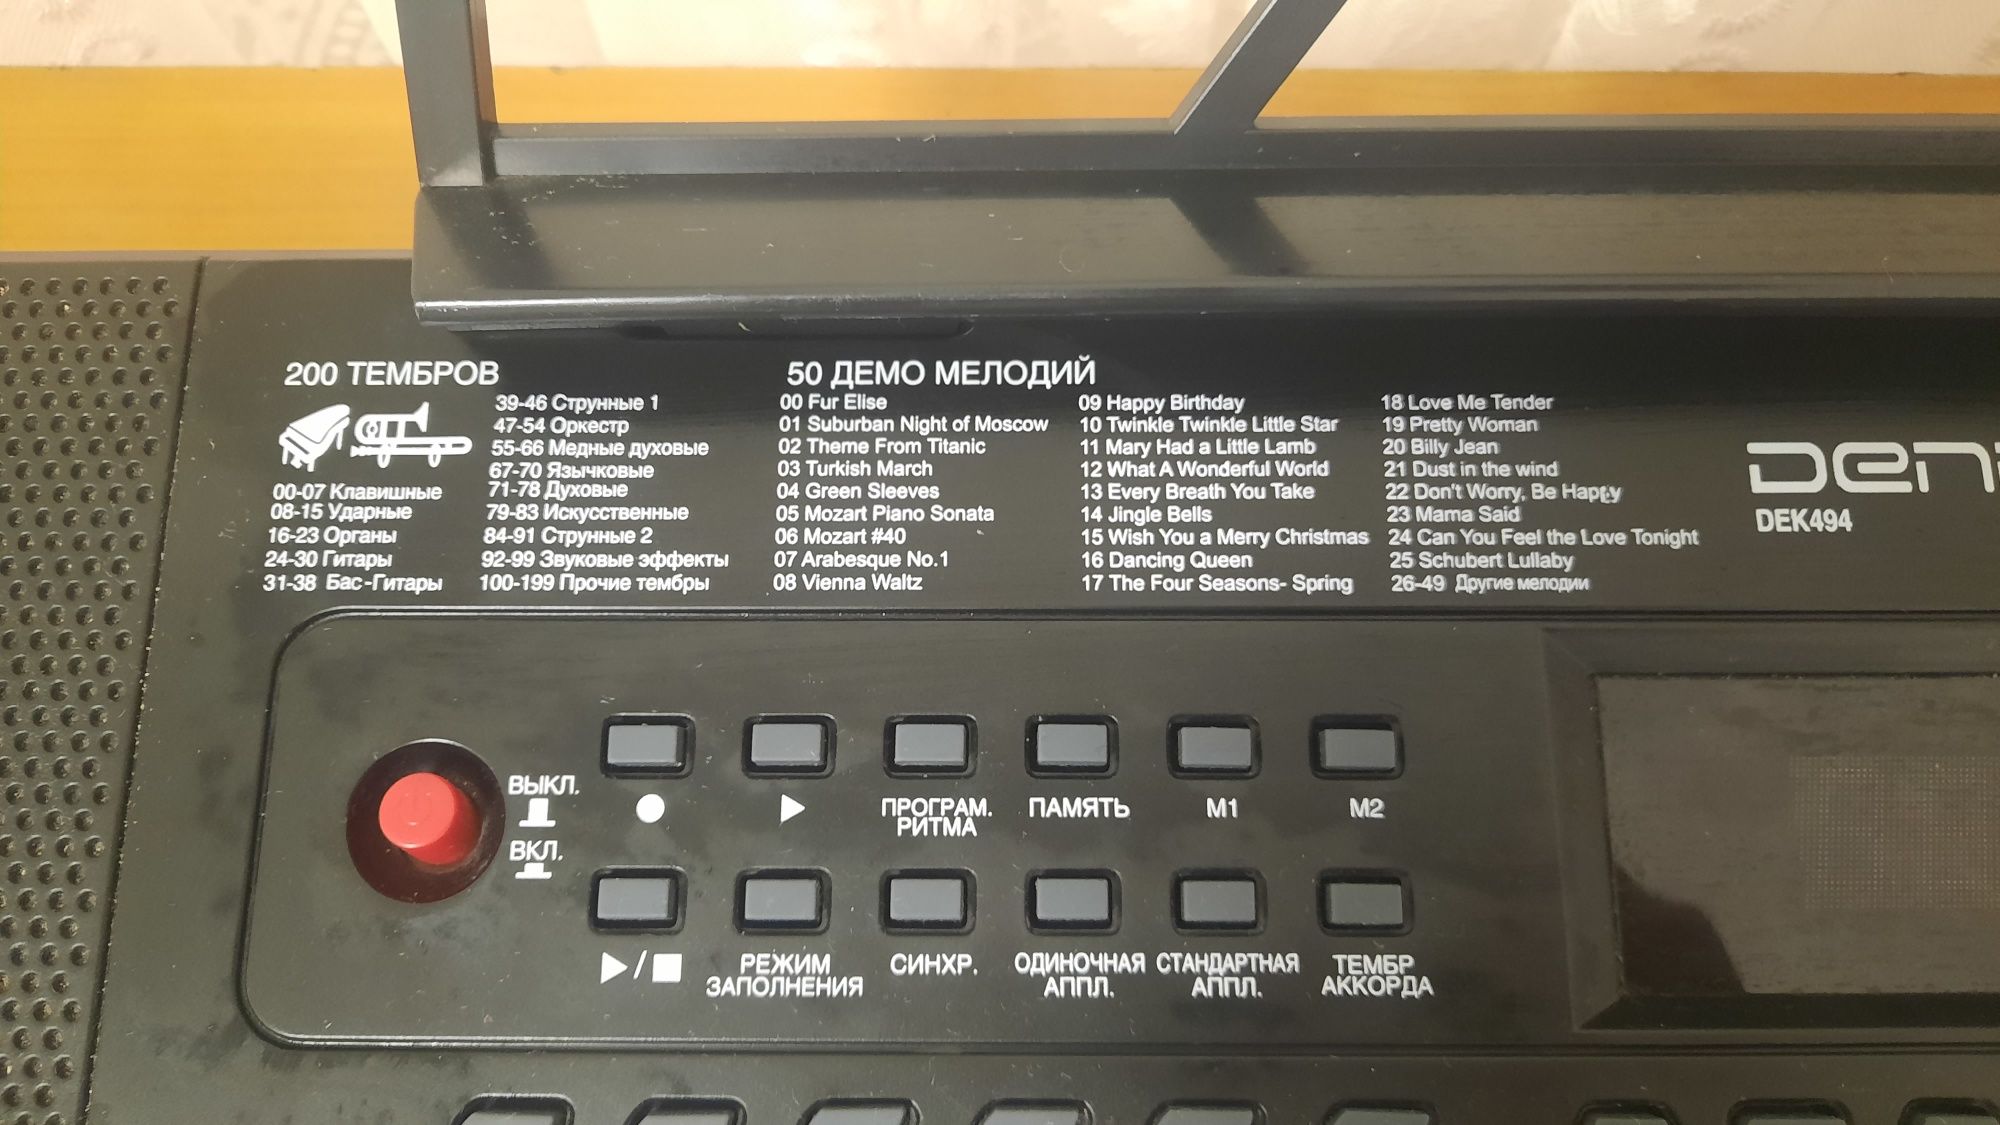 200 ТЕМБРОВ
00-07 Клавишные
08-15 Ударные
16-23 Органы
24-30 Гитары
31-38 Бас-Гитары
39-46 Струнные 1
47-54 Оркестр
55-66 Медные духовые
67-70 Язычковые
71-78 Духовые
79-83 Искусственные
84-91 Струнные 2
92-99 Звуковые эффекты
100-199 Прочие тембры
50 ДЕМО МЕЛОДИЙ
00 Fur Elise
01 Suburban Night of Moscow
02 Theme From Titanic
03 Turkish March
04 Green Sleeves
05 Mozart Piano Sonata
06 Mozart #40
07 Arabesque No.1
08 Vienna Waltz
09 Happy Birthday
10 Twinkle Twinkle Little Star
11 Mary Had a Little Lamb
12 What A Wonderful World
13 Every Breath You Take
14 Jingle Bells
15 Wish You a Merry Christmas
16 Dancing Queen
17 The Four Seasons- Spring
18 Love Me Tender
19 Pretty Woman
20 Billy Jean
21 Dust in the wind
22 Don't Worry, Be Happy
23 Mama Said
24 Can You Feel the Love Tonight
25 Schubert Lullaby
26-49 Другие мелодии
DEK494
ВЫКЛ.
ВКЛ.
ПРОГРАМ.
РИТМА
ПАМЯТЬ
M1
M2
РЕЖИМ
ЗАПОЛНЕНИЯ
СИНХР.
ОДИНОЧНАЯ
АППЛ.
СТАНДАРТНАЯ
АППЛ.
ТЕМБР
АККОРДА